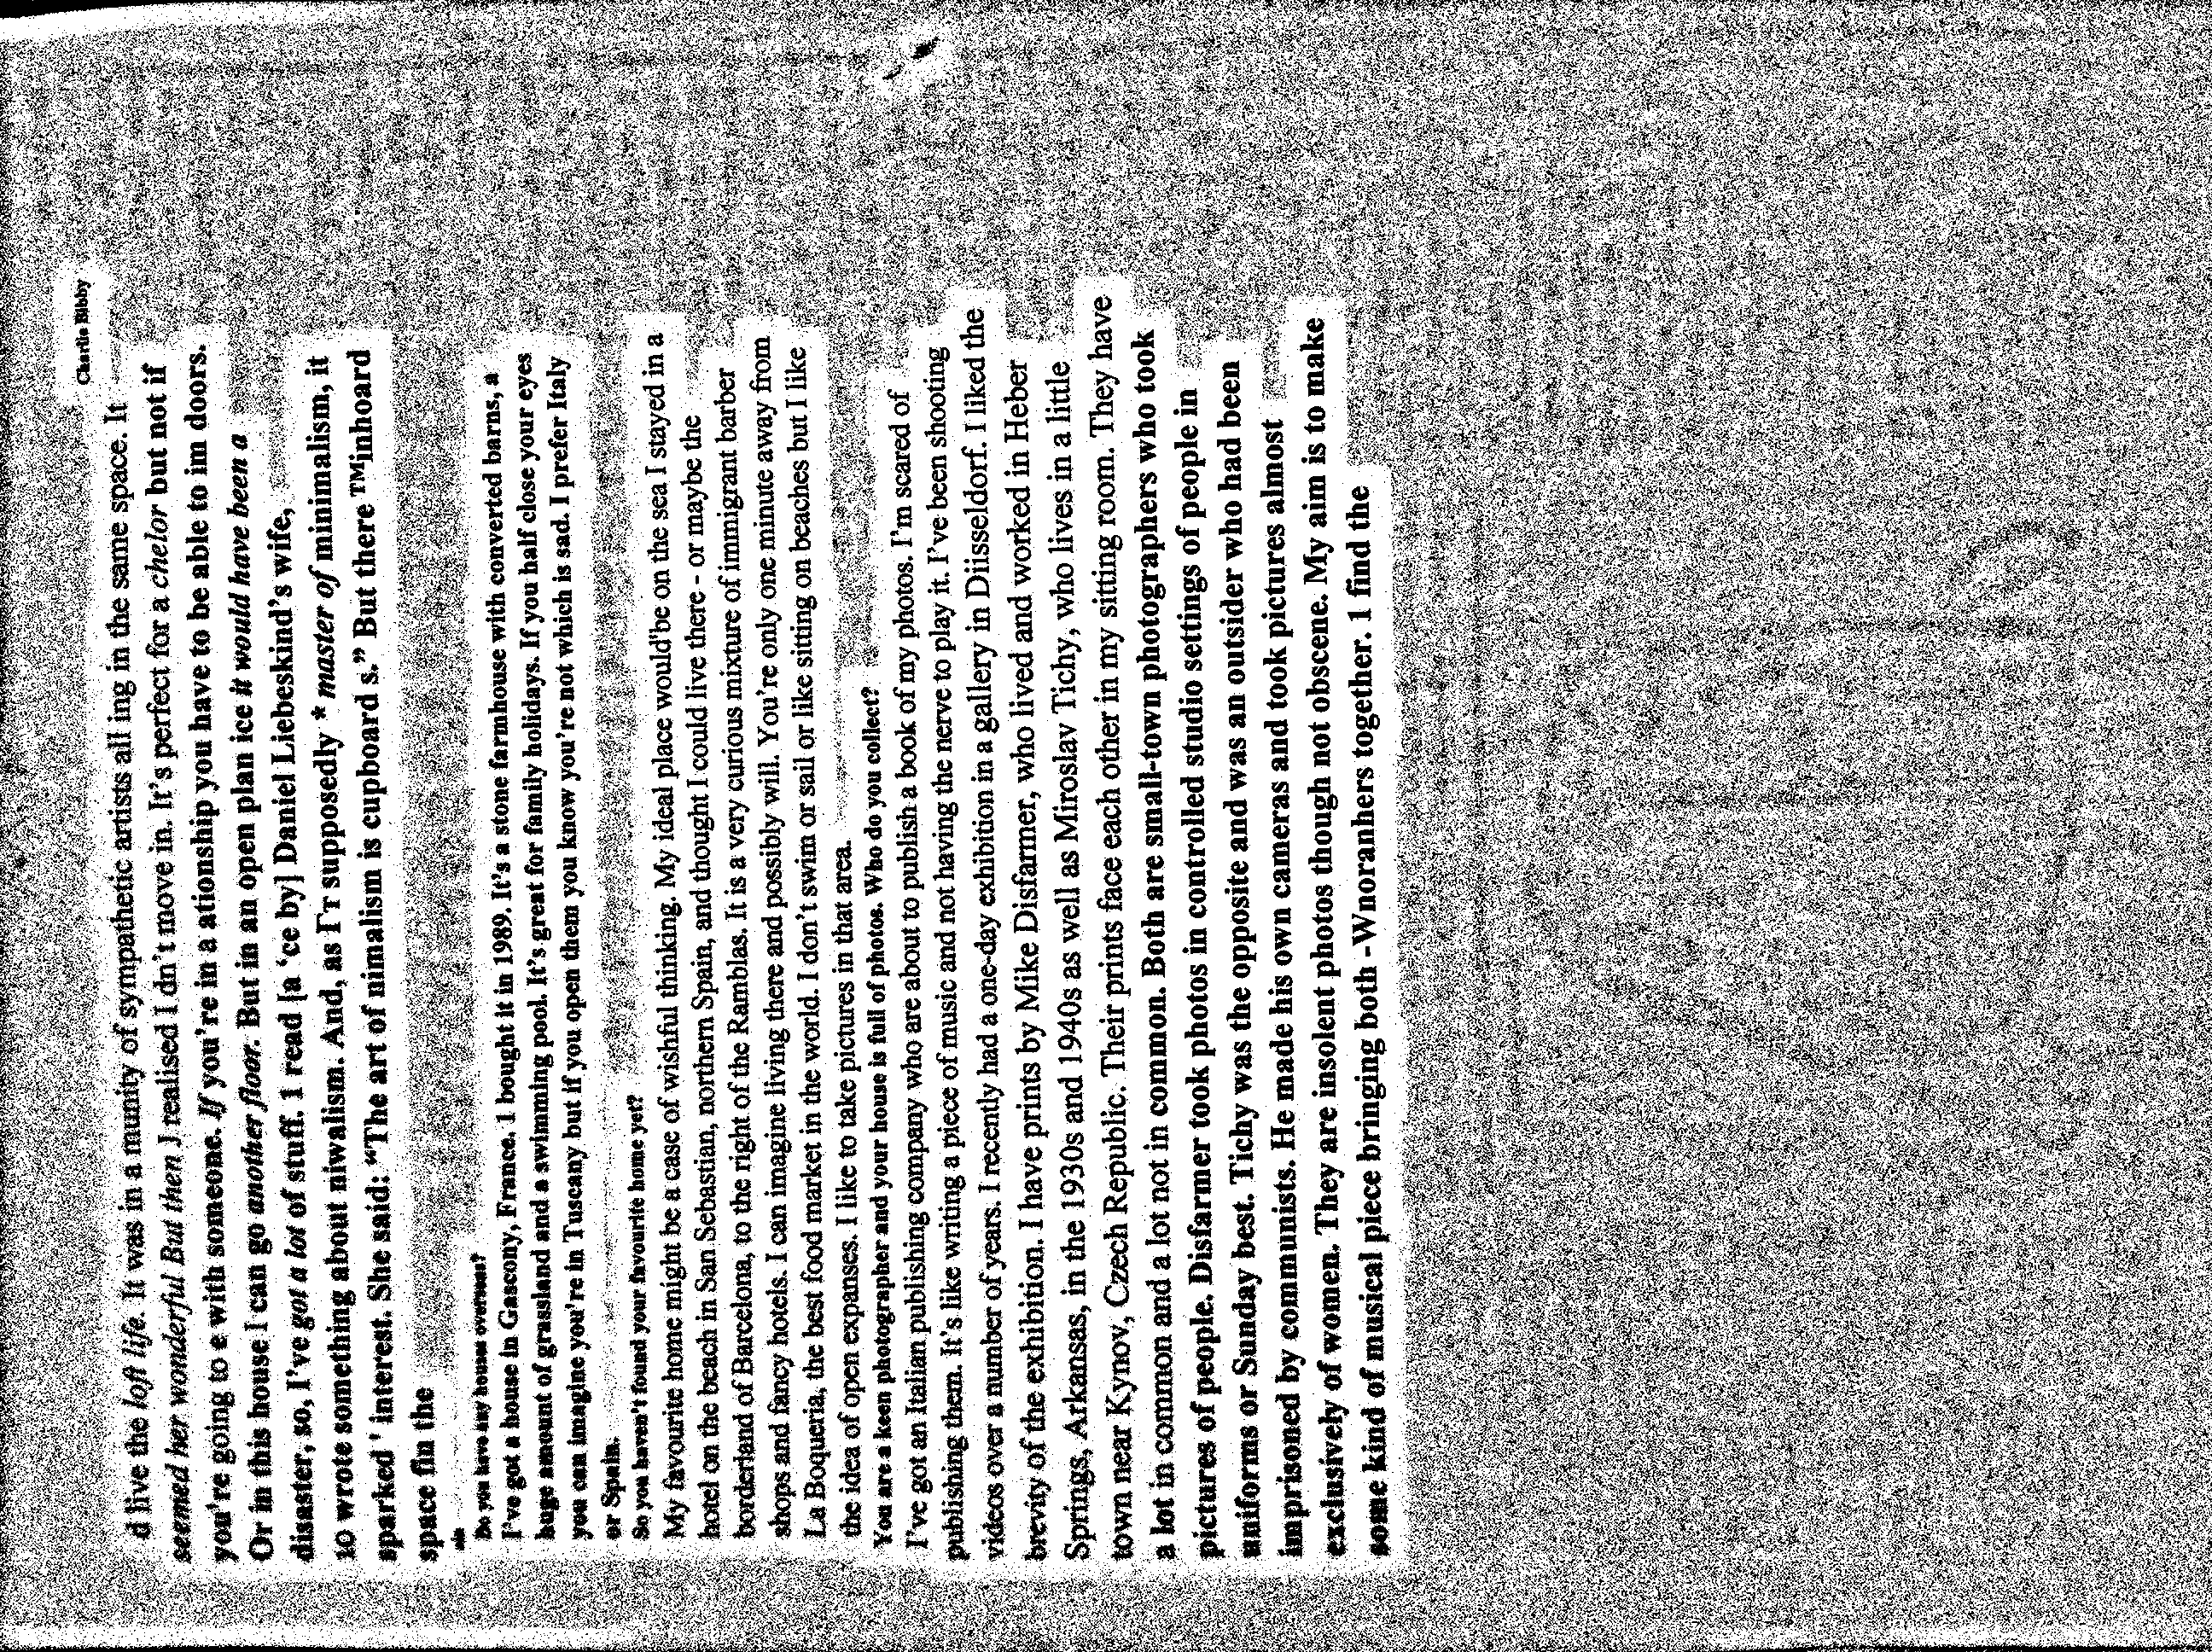 Charlie Bibby
d live the loft life. It was in a munity of sympathetic artists all ing in the same space. It
seemed her wonderful But then J realised I dn't move in. It's perfect for a chelor but not if
you're going to e with someone. If you're in a ationship you have to be able to im doors.
Or in this house I can go another floor. But in an open plan ice it would have been a
disaster, so, I've got a lot of stuff. 1 read [a 'ce by] Daniel Liebeskind's wife,
10 wrote something about niwalism. And, as Γτ supposedly * master of minimalism, it
sparked ' interest. She said: "The art of nimalism is cupboard s." But there ™inboard
space fin the
Do you have any houses overseas?
I've got a house in Gascony, France. 1 bought it in 1989. It's a stone farmhouse with converted barns, a
huge amount of grassland and a swimming pool. It's great for family holidays. If you half close your eyes
you can imagine you're in Tuscany but if you open them you know you're not which is sad. I prefer Italy
or Spain.
So you haven't found your favourite home yet?
My favourite home might be a case of wishful thinking. My ideal place would'be on the sea I stayed in a
hotel on the beach in San Sebastian, northern Spain, and thought I could live there - or maybe the
borderland of Barcelona, to the right of the Ramblas. It is a very curious mixture of immigrant barber
shops and fancy hotels. I can imagine living there and possibly will. You're only one minute away from
La Boqueria, the best food market in the world. I don't swim or sail or like sitting on beaches but I like
the idea of open expanses. I like to take pictures in that area.
You are a keen photographer and your house is full of photos. Who do you collect?
I've got an Italian publishing company who are about to publish a book of my photos. I'm scared of
publishing them. It's like writing a piece of music and not having the nerve to play it. I've been shooting
videos over a number of years. I recently had a one-day exhibition in a gallery in Diisseldorf. I liked the
brevity of the exhibition. I have prints by Mike Disfarmer, who lived and worked in Heber
Springs, Arkansas, in the 1930s and 1940s as well as Miroslav Tichy, who lives in a little
town near Kynov, Czech Republic. Their prints face each other in my sitting room. They have
a lot in common and a lot not in common. Both are small-town photographers who took
pictures of people. Disfarmer took photos in controlled studio settings of people in
uniforms or Sunday best. Tichy was the opposite and was an outsider who had been
imprisoned by communists. He made his own cameras and took pictures almost
exclusively of women. They are insolent photos though not obscene. My aim is to make
some kind of musical piece bringing both -Wnoranhers together. 1 find the